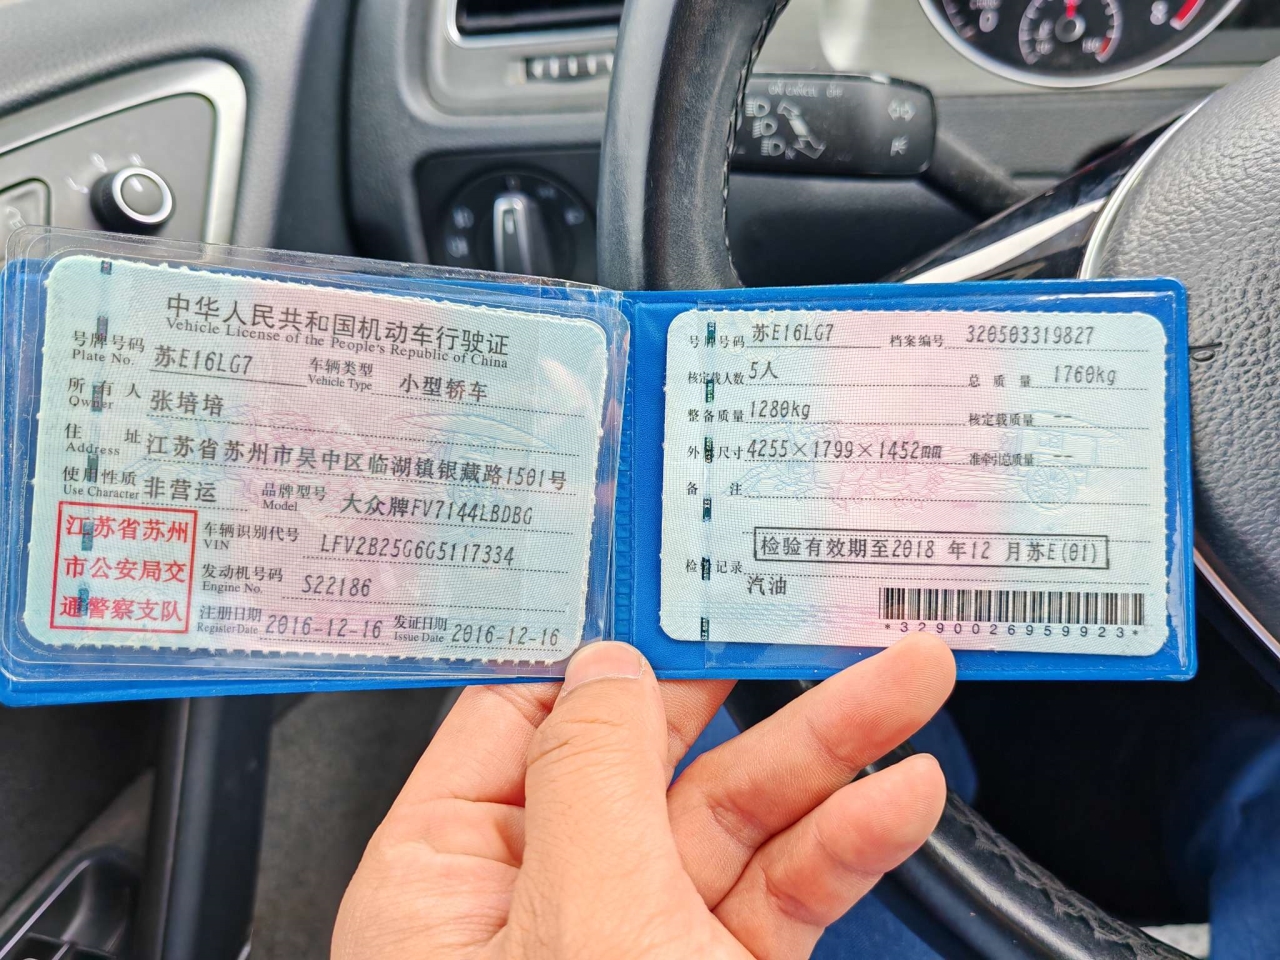 中华人民共和国机动车行驶证
Vehicle License of the People's Republic of China
号牌号码 苏E16LG7 车辆类型 小型轿车
Plate No. Vehicle Type
所有人 张培培
Owner
住址 江苏省苏州市吴中区临湖镇银藏路1501号
Address
使用性质 非营运 品牌型号 大众牌FV7144LBDBG
Use Character Model
江苏省苏州
市公安局交
通警察支队
车辆识别代号 LFV2B25G6G5117334
VIN
发动机号码 S22186
Engine No.
注册日期 2016-12-16 发证日期 2016-12-16
Register Date Issue Date
号牌号码 苏E16LG7 档案编号 320503319827
核定载人数 5人 总质量 1760kg
整备质量 1280kg 核定载质量 --
外廓尺寸 4255×1799×1452mm 准牵引总质量 --
备注
检验有效期至2018年12月苏E(01)
检验记录
汽油
*3290026959923*